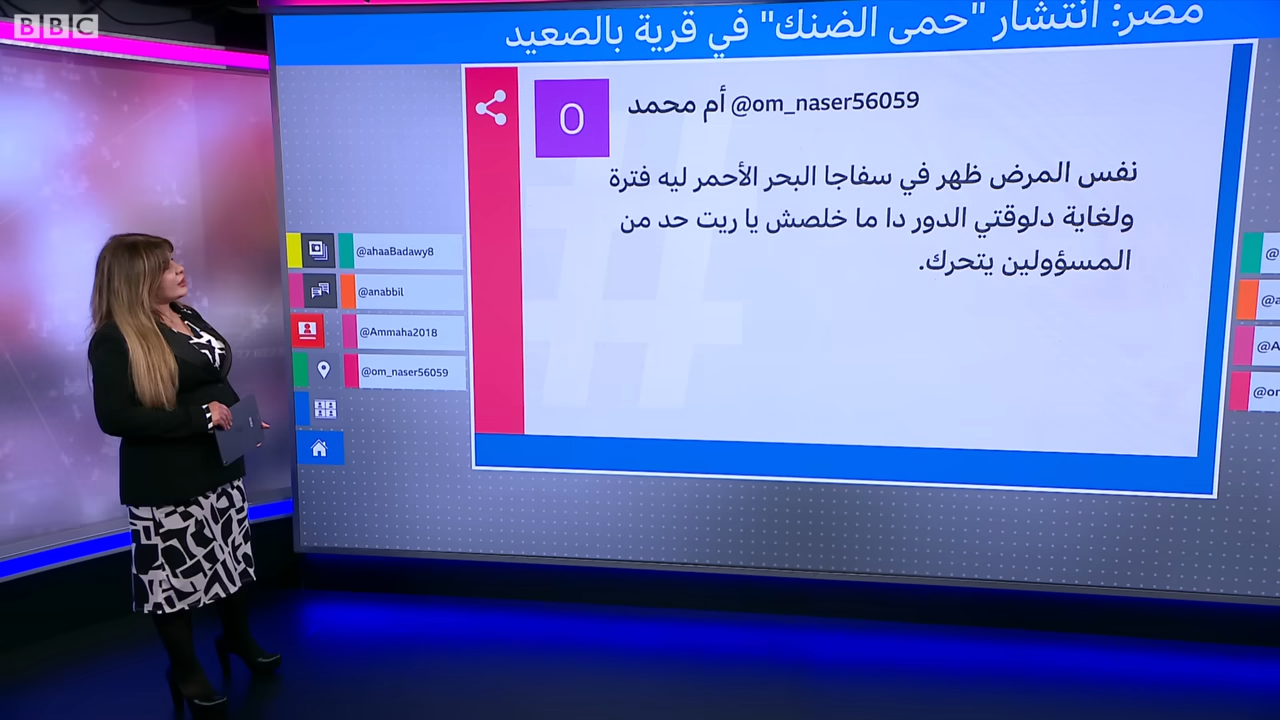 BBC
مصر: انتشار "حمى الضنك" في قرية بالصعيد
أم محمد @om_naser56059
O
نفس المرض ظهر في سفاجا البحر الأحمر ليه فترة
ولغاية دلوقتي الدور دا ما خلصش يا ريت حد من
المسؤولين يتحرك.
@ahaaBadawy8
@anabbil
@Ammaha2018
@om_naser56059